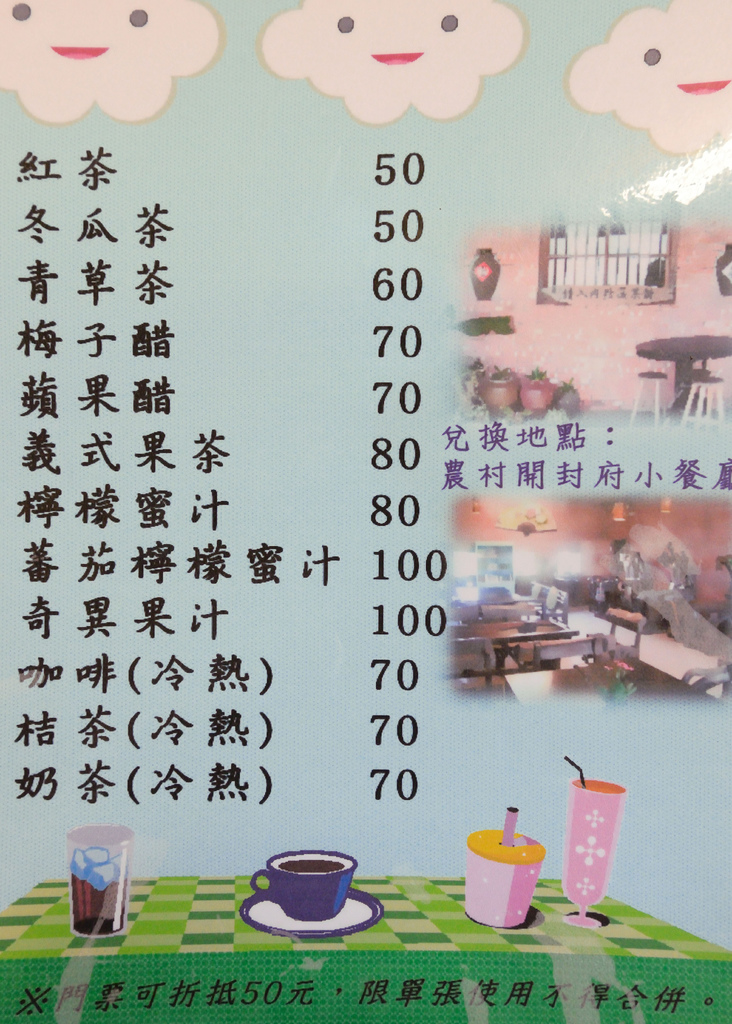 紅茶 50
冬瓜茶 50
青草茶 60
梅子醋 70
蘋果醋 70
義式果茶 80
檸檬蜜汁 80
蕃茄檸檬蜜汁 100
奇異果汁 100
咖啡(冷熱) 70
桔茶(冷熱) 70
奶茶(冷熱) 70
兌換地點：
農村開封府小餐廳
※門票可折抵50元，限單張使用不得合併。